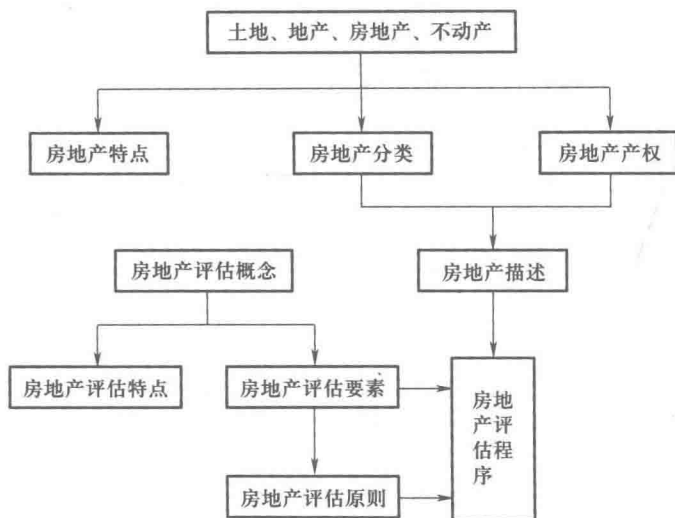 土地、地产、房地产、不动产
房地产特点
房地产分类
房地产产权
房地产评估概念
房地产描述
房地产评估特点
房地产评估要素
房地
产评
估程
序
房地产评估原则